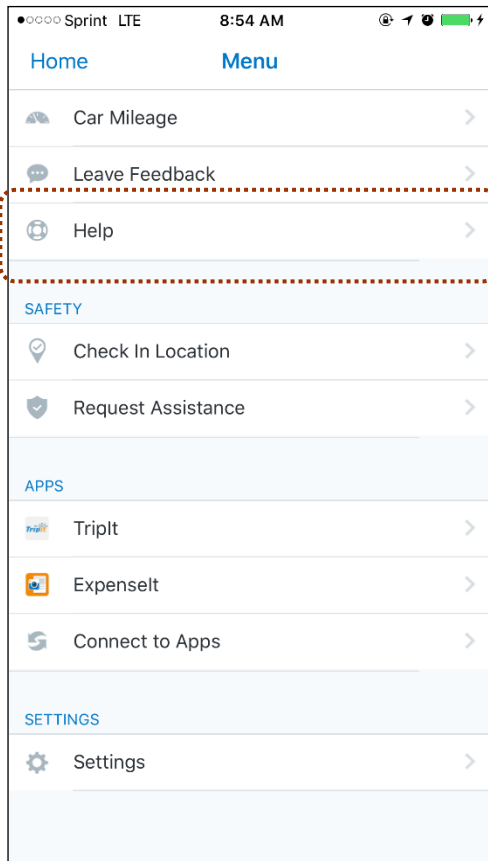 Sprint LTE 8:54 AM
Home Menu
Car Mileage
Leave Feedback
Help
SAFETY
Check In Location
Request Assistance
APPS
TripIt TripIt
ExpenseIt
Connect to Apps
SETTINGS
Settings